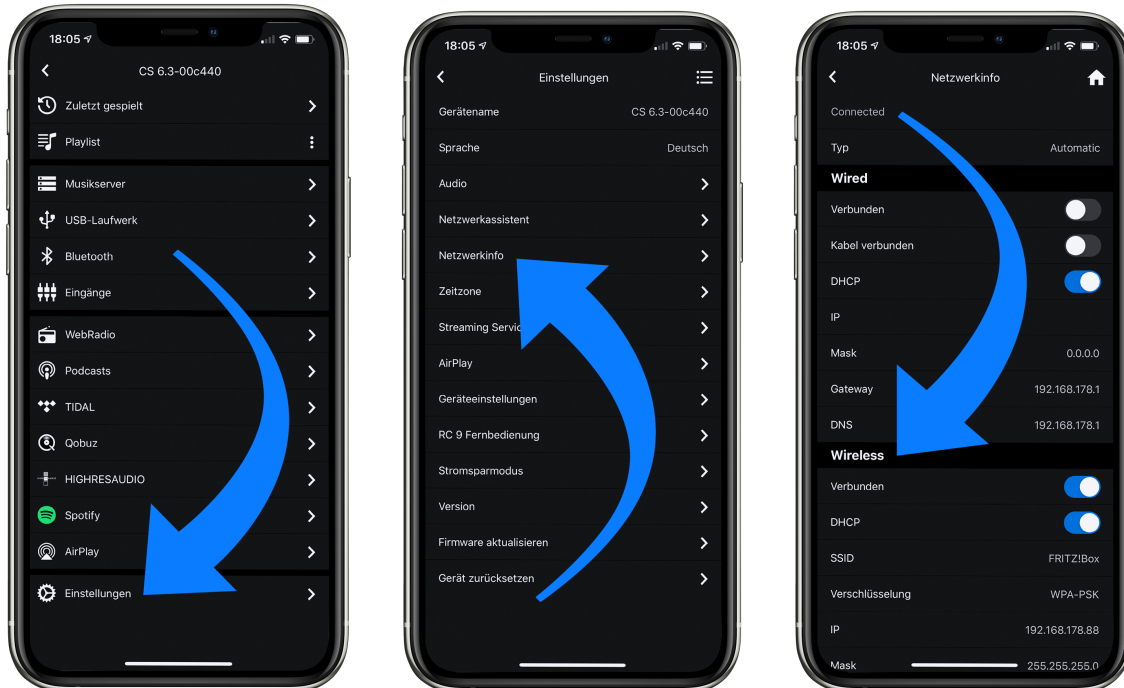 18:05
CS 6.3-00c440
Zuletzt gespielt
Playlist
Musikserver
USB-Laufwerk
Bluetooth
Eingänge
WebRadio
Podcasts
TIDAL
Qobuz
HIGHRESAUDIO
Spotify
AirPlay
Einstellungen
18:05
Einstellungen
Gerätename CS 6.3-00c440
Sprache Deutsch
Audio
Netzwerkassistent
Netzwerkinfo
Zeitzone
Streaming
AirPlay
Geräteeinstellungen
RC 9 Fernbedienung
Stromsparmodus
Version
Firmware aktualisieren
Gerät zurücksetzen
18:05
Netzwerkinfo
Connected
Typ Automatic
Wired
Verbunden
Kabel verbunden
DHCP
IP
Mask 0.0.0.0
Gateway 192.168.178.1
DNS 192.168.178.1
Wireless
Verbunden
DHCP
SSID FRITZ!Box
Verschlüsselung WPA-PSK
IP 192.168.178.88
Mask 255.255.255.0